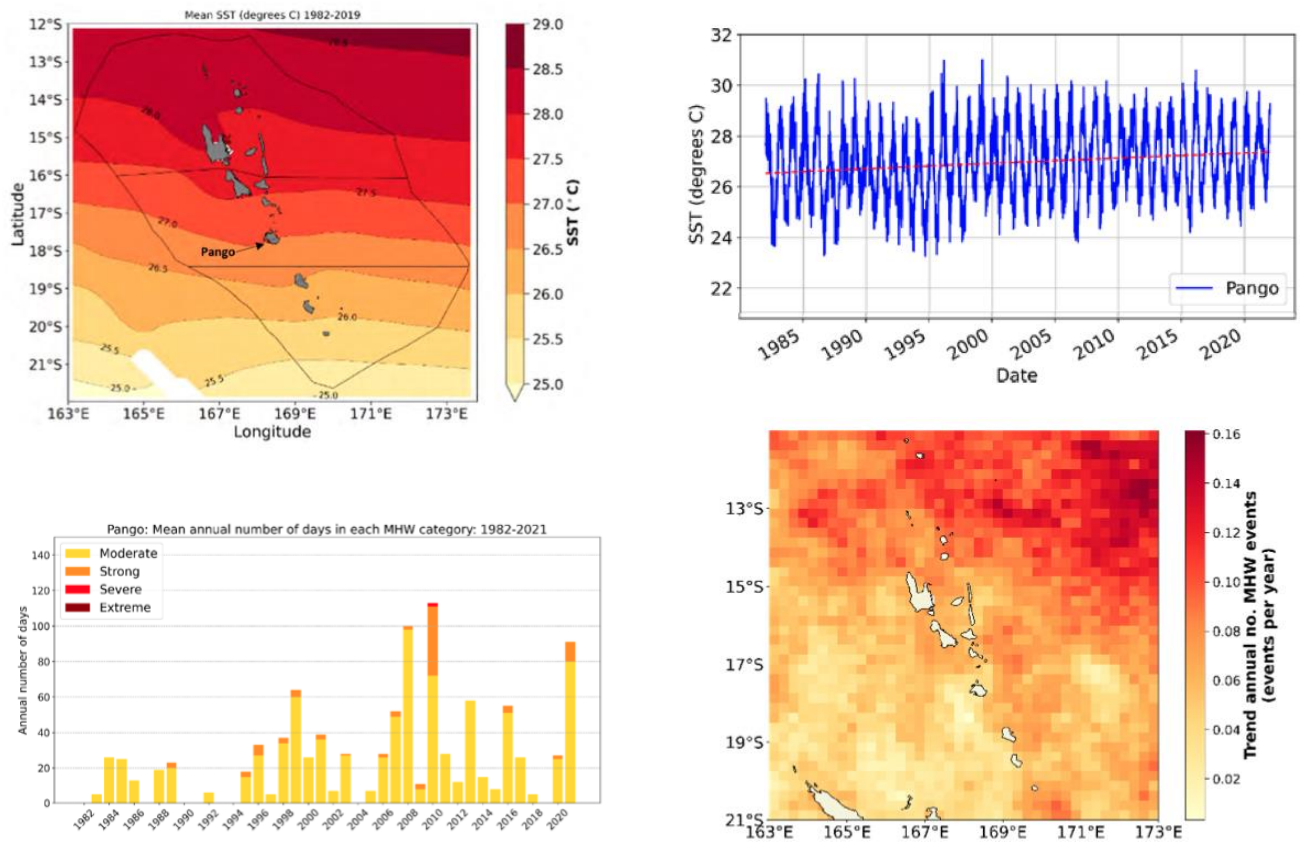 Mean SST (degrees C) 1982-2019
12°S
13°S
14°S
15°S
16°S
17°S
18°S
19°S
20°S
21°S
Latitude
163°E 165°E 167°E 169°E 171°E 173°E
Longitude
28.5
28.0
27.5
27.0
26.5
26.0
25.5
25.5
25.0
25.0
Pango
29.0
28.5
28.0
27.5
27.0
26.5
26.0
25.5
25.0
SST (°C)
32
30
28
26
24
22
SST (degrees C)
Pango
1985 1990 1995 2000 2005 2010 2015 2020
Date
Pango: Mean annual number of days in each MHW category: 1982-2021
Moderate
Strong
Severe
Extreme
140
120
100
80
60
40
20
0
Annual number of days
1982 1984 1986 1988 1990 1992 1994 1996 1998 2000 2002 2004 2006 2008 2010 2012 2014 2016 2018 2020
13°S
15°S
17°S
19°S
21°S
163°E 165°E 167°E 169°E 171°E 173°E
0.16
0.14
0.12
0.10
0.08
0.06
0.04
0.02
Trend annual no. MHW events
(events per year)